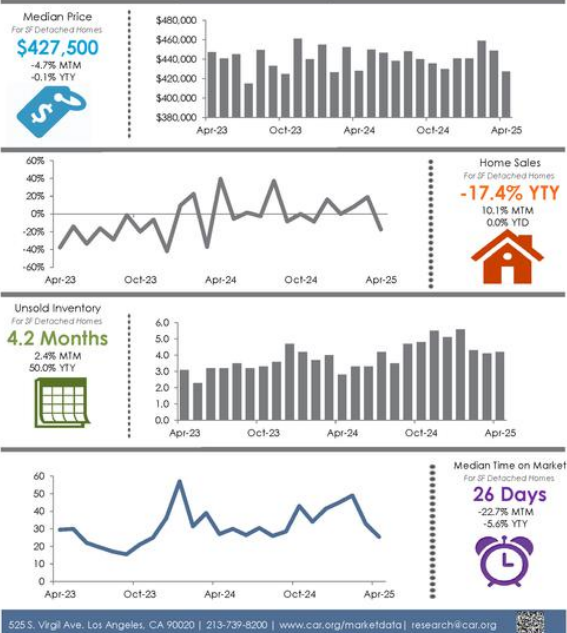 Median Price
For SF Detached Homes
$427,500
-4.7% MTM
-0.1% YTY
$480,000
$460,000
$440,000
$420,000
$400,000
$380,000
Apr-23 Oct-23 Apr-24 Oct-24 Apr-25
60%
40%
20%
0%
-20%
-40%
-60%
Apr-23 Oct-23 Apr-24 Oct-24 Apr-25
Home Sales
For SF Detached Homes
-17.4% YTY
10.1% MTM
0.0% YTD
Unsold Inventory
For SF Detached Homes
4.2 Months
2.4% MTM
50.0% YTY
6.0
5.0
4.0
3.0
2.0
1.0
0.0
Apr-23 Oct-23 Apr-24 Oct-24 Apr-25
60
50
40
30
20
10
0
Apr-23 Oct-23 Apr-24 Oct-24 Apr-25
Median Time on Market
For SF Detached Homes
26 Days
-22.7% MTM
-5.6% YTY
525 S. Virgil Ave. Los Angeles, CA 90020 | 213-739-8200 | www.car.org/marketdata| research@car.org